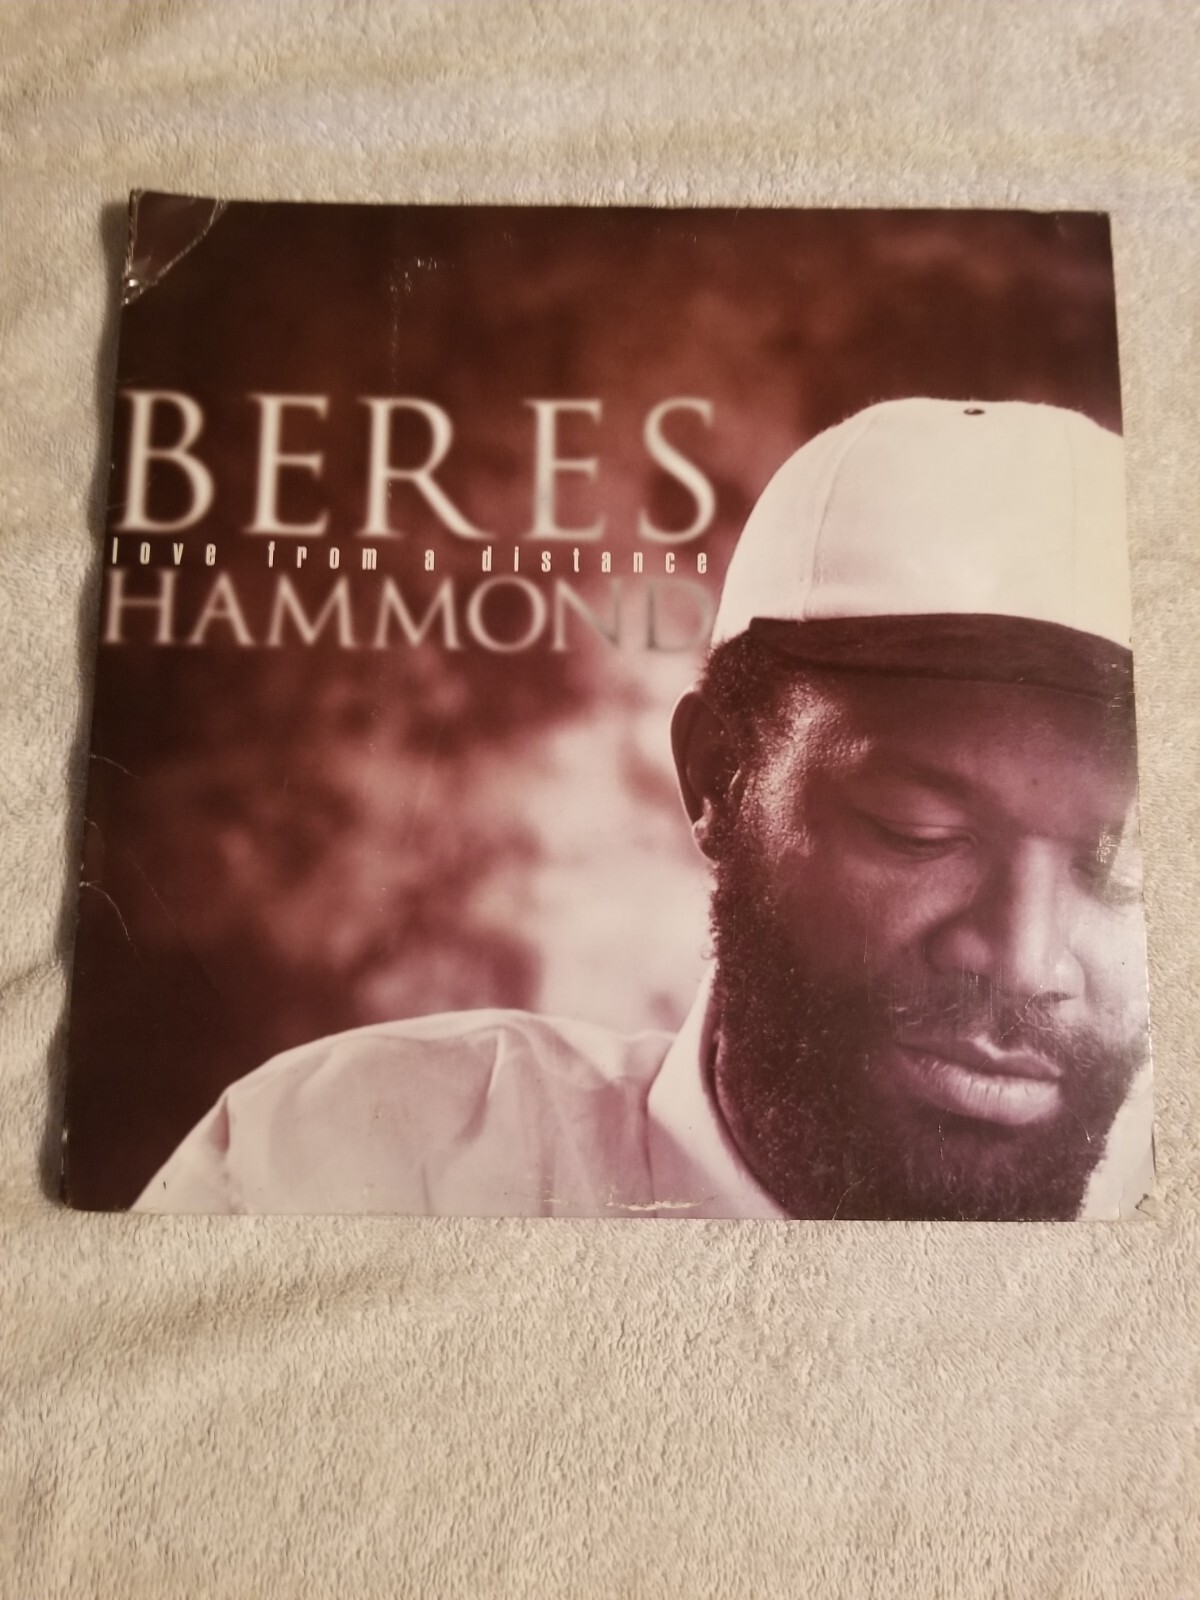 BERES
love from a distance
HAMMOND